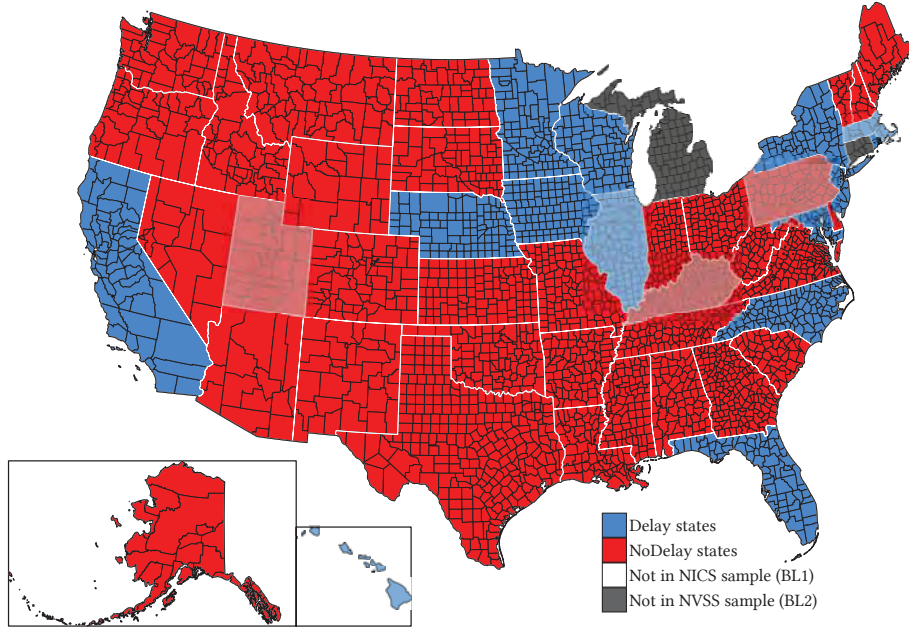 Delay states
NoDelay states
Not in NICS sample (BL1)
Not in NVSS sample (BL2)